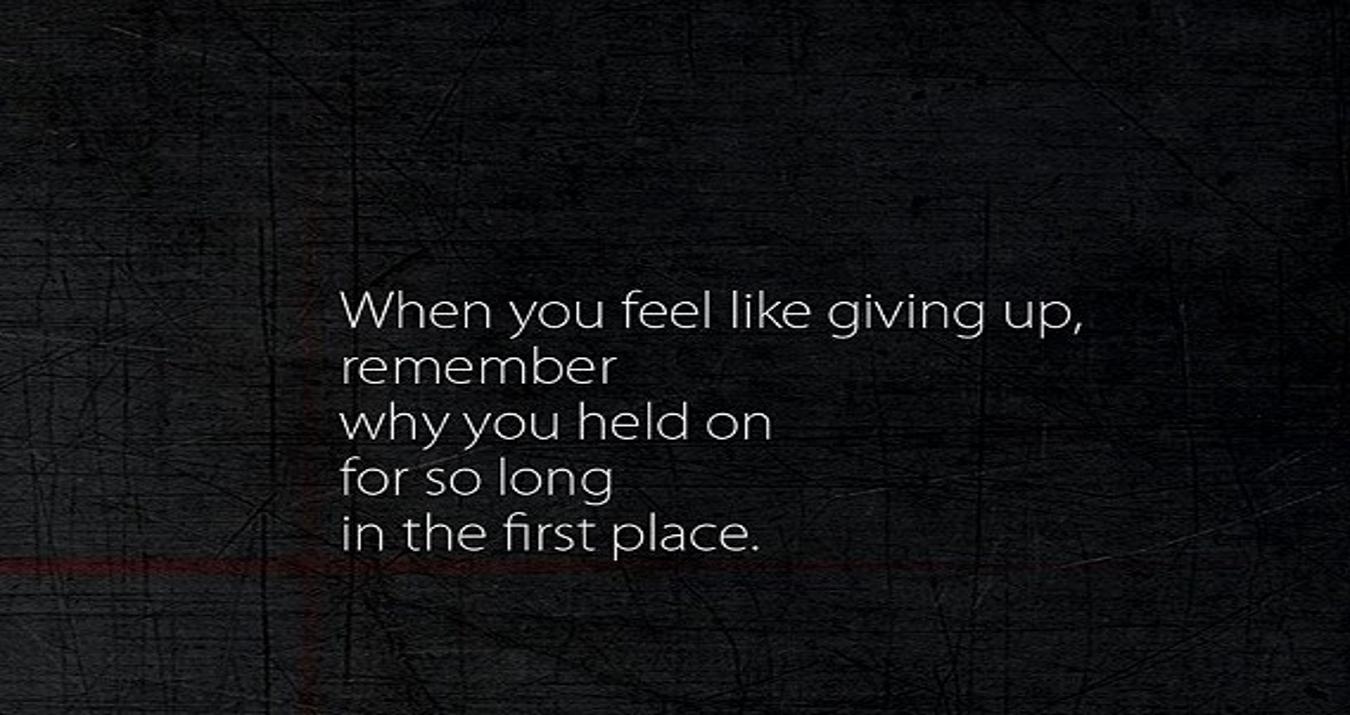 When you feel like giving up,
remember
why you held on
for so long
in the first place.